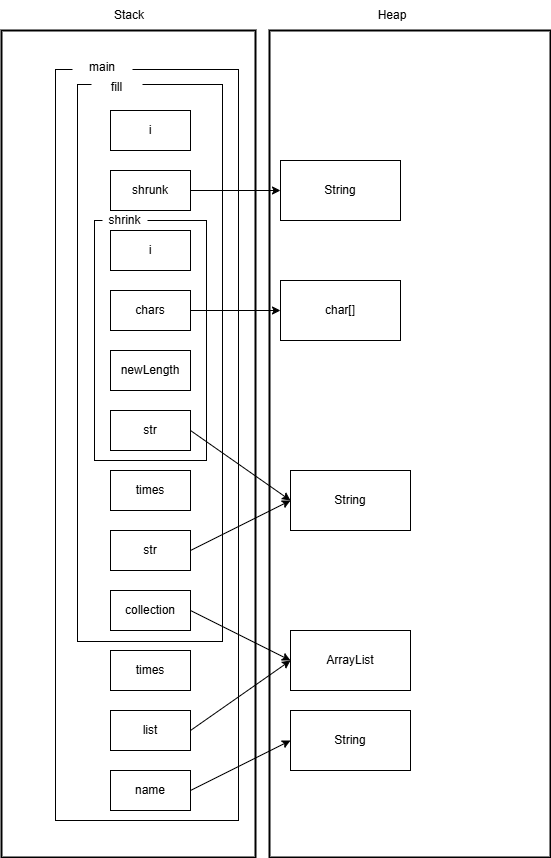 Stack
Heap
main
fill
i
shrunk
String
shrink
i
chars
char[]
newLength
str
times
String
str
collection
times
ArrayList
list
String
name